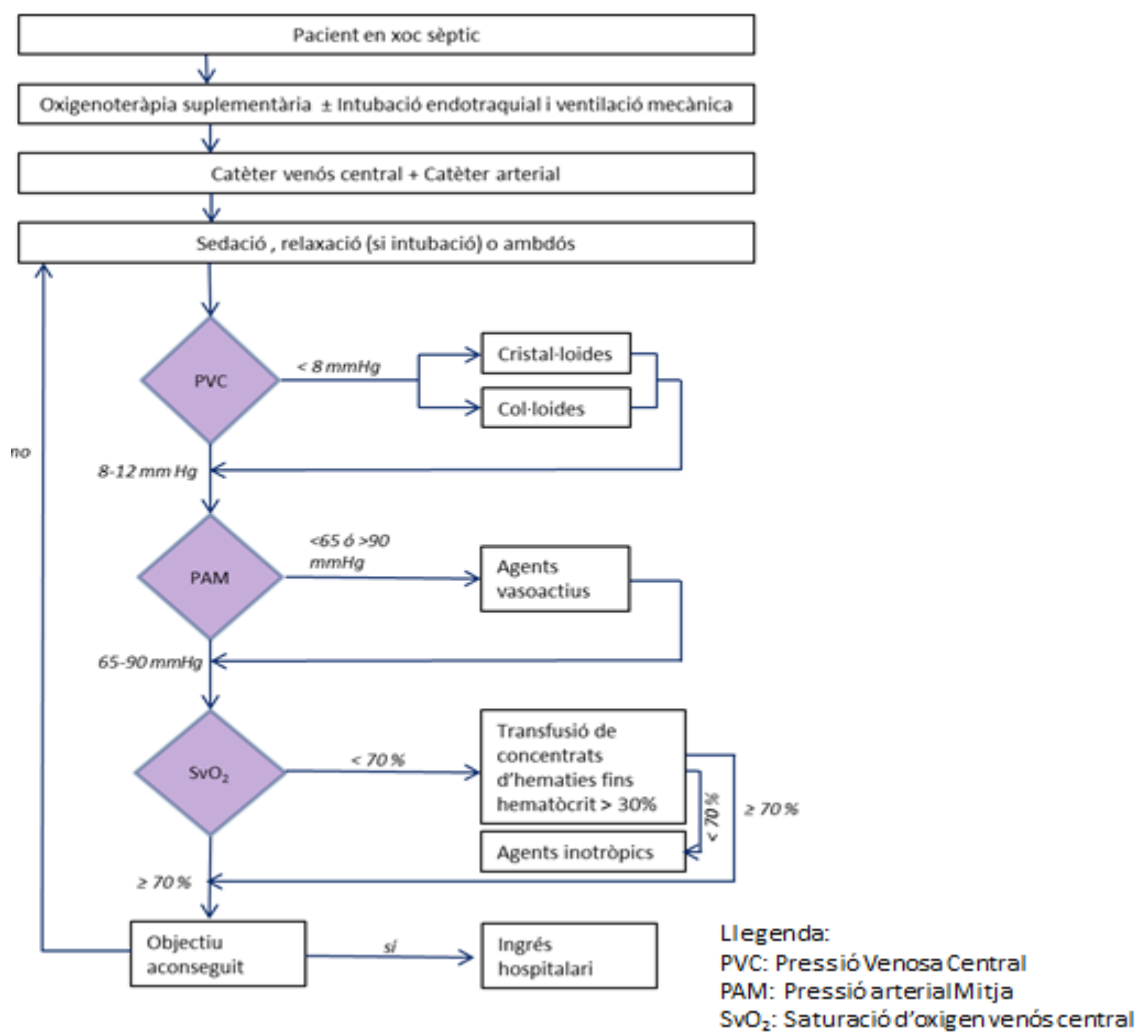 Pacient en xoc sèptic
Oxigenoteràpia suplementària ± Intubació endotraquial i ventilació mecànica
Catèter venós central + Catèter arterial
Sedació , relaxació (si intubació) o ambdós
PVC
< 8 mmHg
Cristal·loides
Col·loides
no
8-12 mm Hg
PAM
<65 ó >90
mmHg
Agents
vasoactius
65-90 mmHg
SvO₂
< 70 %
Transfusió de
concentrats
d'hematies fins
hematòcrit > 30%
< 70 %
≥ 70 %
Agents inotròpics
≥ 70 %
Objectiu
aconseguit
sí
Ingrés
hospitalari
Llegenda:
PVC: Pressió Venosa Central
PAM: Pressió arterial Mitja
SvO₂: Saturació d'oxigen venós central